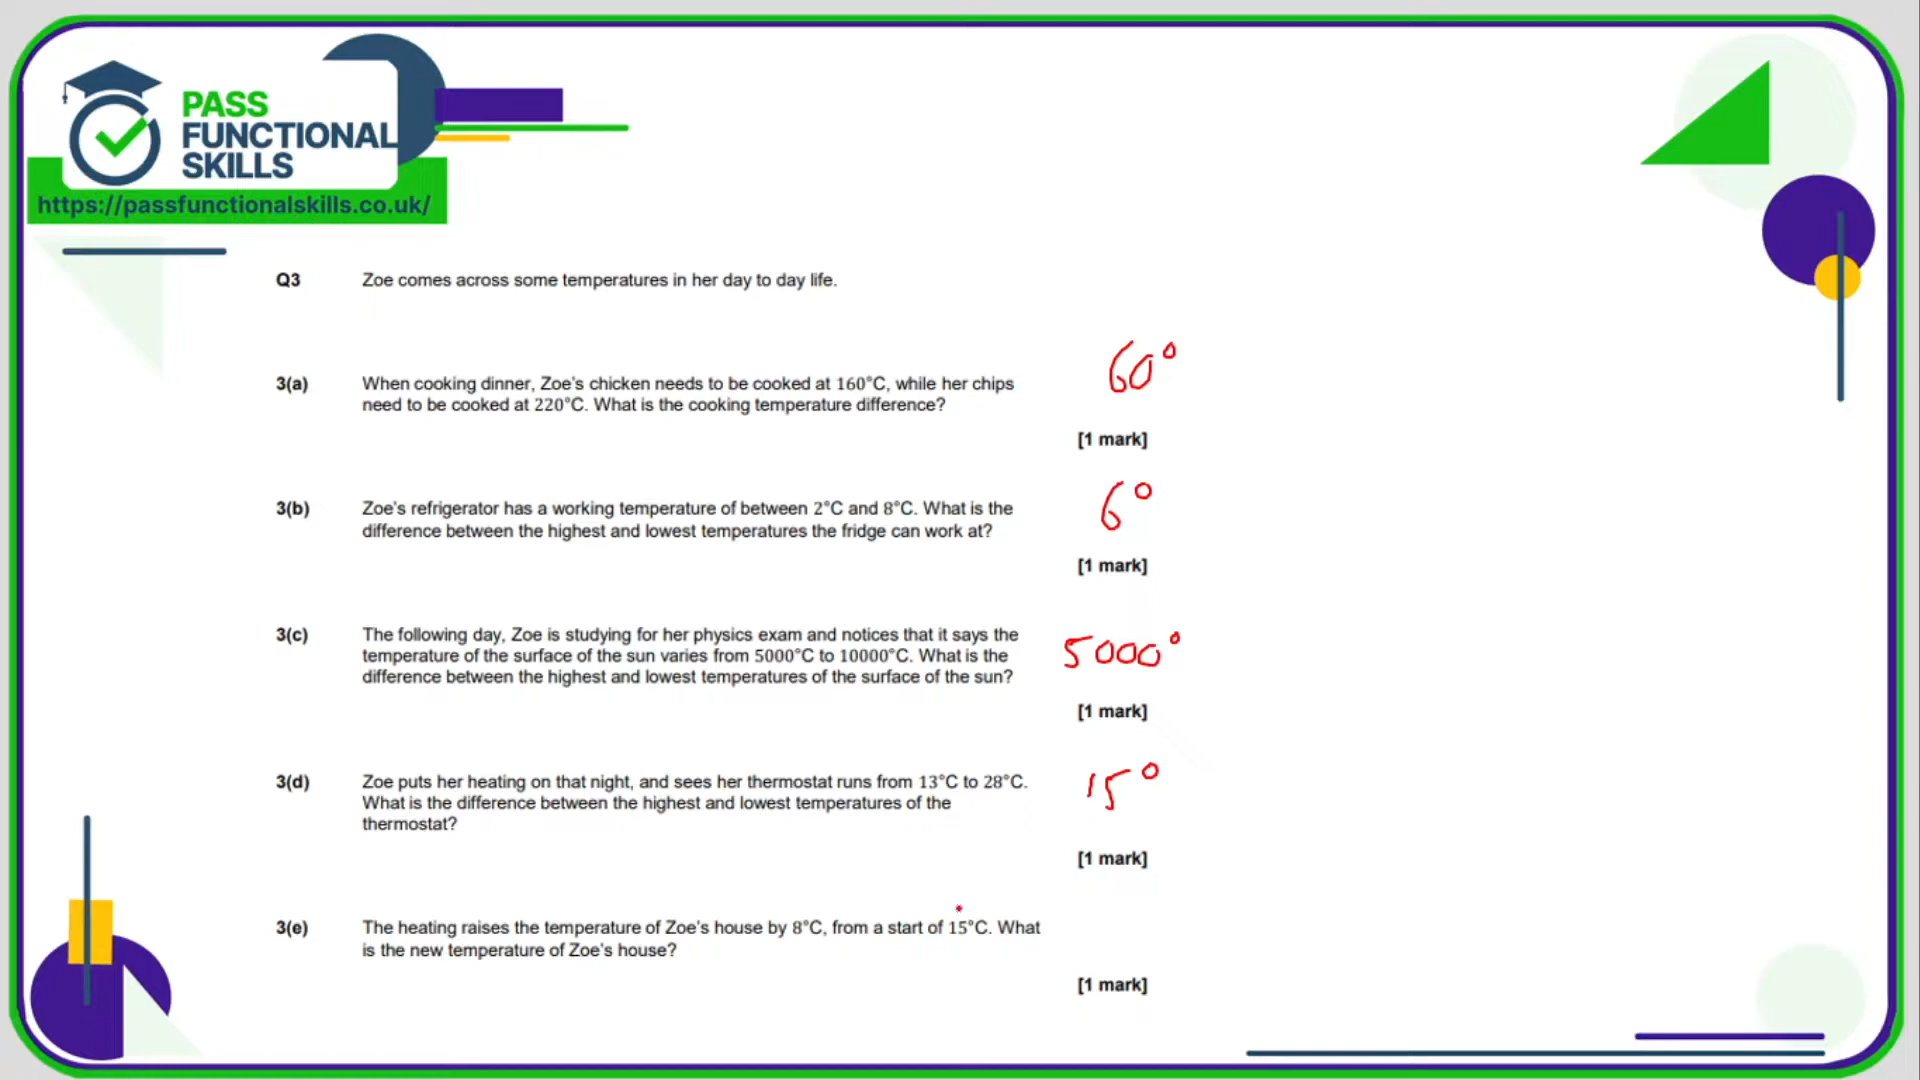 PASS
FUNCTIONAL
SKILLS
https://passfunctionalskills.co.uk/
Q3 Zoe comes across some temperatures in her day to day life.
60°
3(a) When cooking dinner, Zoe's chicken needs to be cooked at 160°C, while her chips
need to be cooked at 220°C. What is the cooking temperature difference?
[1 mark]
6°
3(b) Zoe's refrigerator has a working temperature of between 2°C and 8°C. What is the
difference between the highest and lowest temperatures the fridge can work at?
[1 mark]
3(c) The following day, Zoe is studying for her physics exam and notices that it says the
temperature of the surface of the sun varies from 5000°C to 10000°C. What is the
difference between the highest and lowest temperatures of the surface of the sun?
5000°
[1 mark]
3(d) Zoe puts her heating on that night, and sees her thermostat runs from 13°C to 28°C.
What is the difference between the highest and lowest temperatures of the
thermostat?
15°
[1 mark]
3(e) The heating raises the temperature of Zoe's house by 8°C, from a start of 15°C. What
is the new temperature of Zoe's house?
[1 mark]